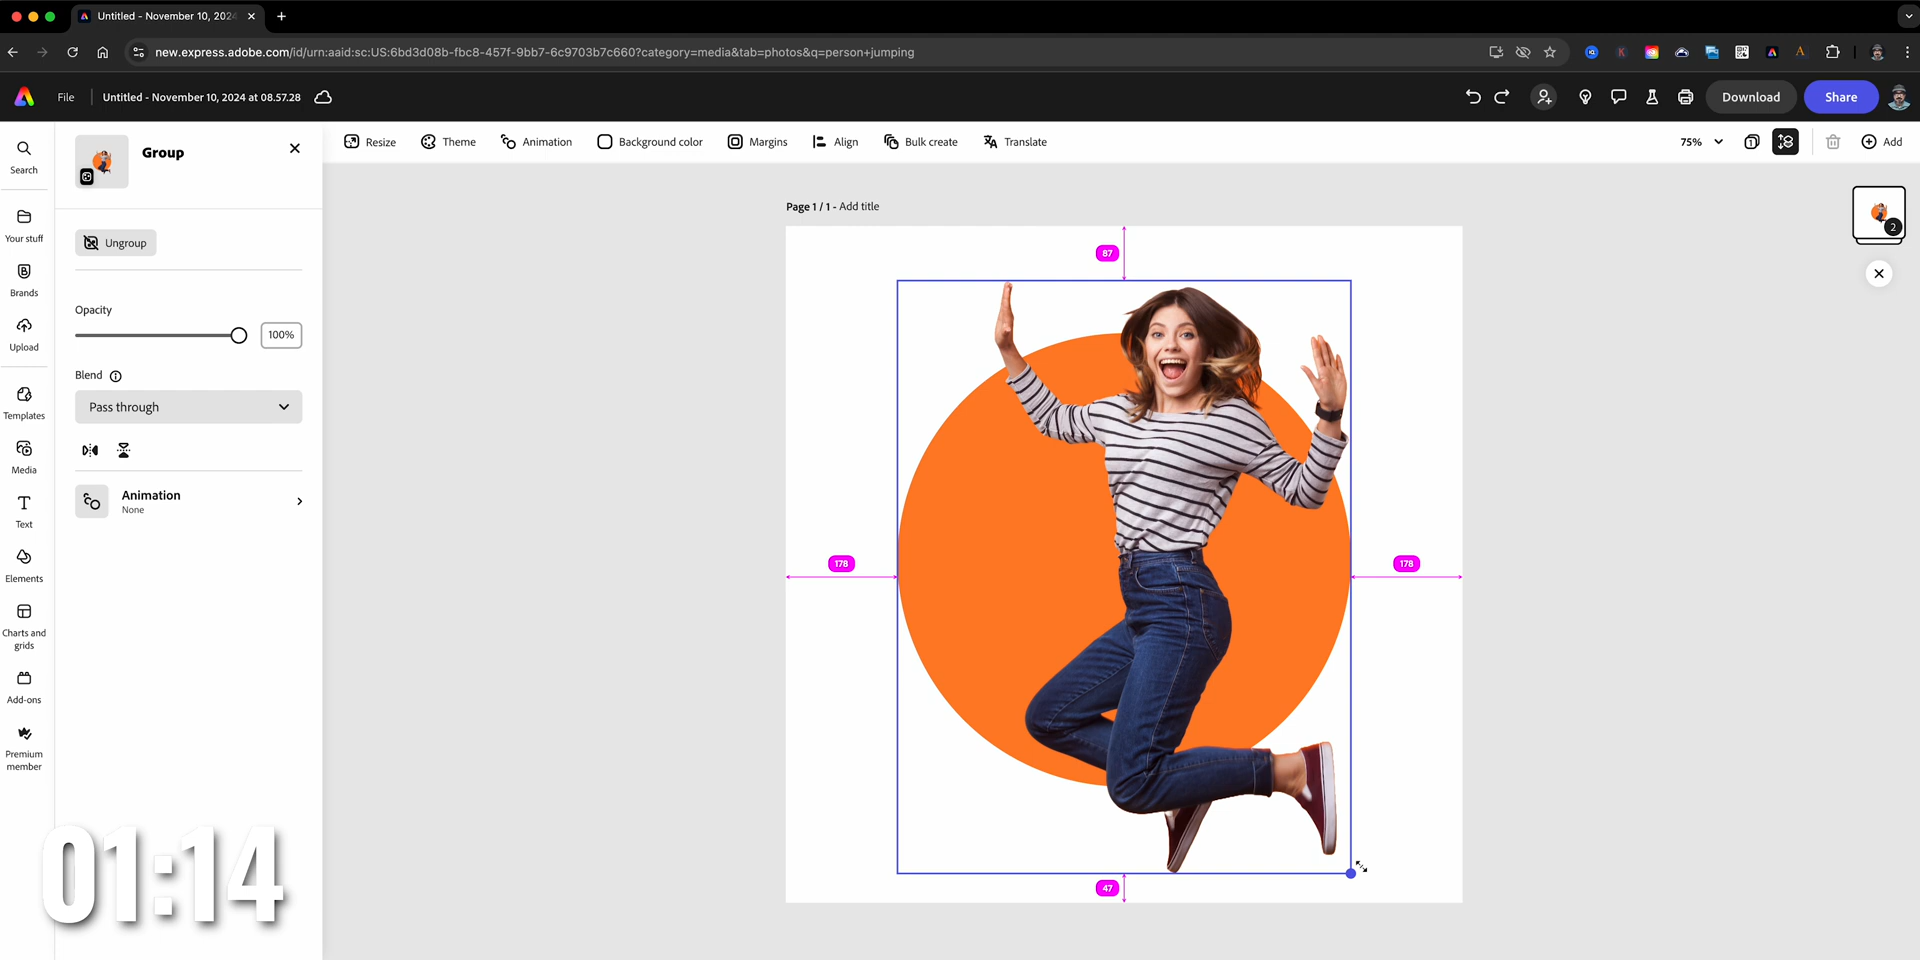 Untitled - November 10, 202
new.express.adobe.com/id/urn:aaid:sc:US:6bd3d08b-fbc8-457f-9bb7-6c9703b7c660?category=media&tab=photos&q=person+jumping
File
Untitled - November 10, 2024 at 08.57.28
Download
Share
Search
Your stuff
Brands
Upload
Templates
Media
Text
Elements
Charts and
grids
Add-ons
Premium
member
Group
Ungroup
Opacity
100%
Blend
Pass through
Animation
None
Resize
Theme
Animation
Background color
Margins
Align
Bulk create
Translate
75%
Add
Page 1 / 1 - Add title
87
178
178
47
2
01:14